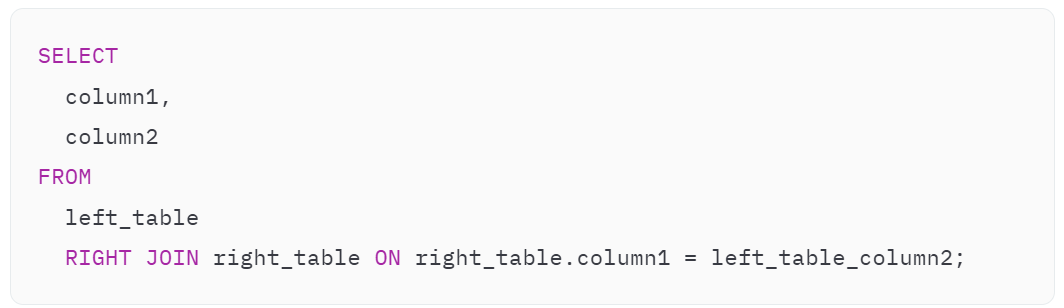 SELECT
column1,
column2
FROM
left_table
RIGHT JOIN right_table ON right_table.column1 = left_table_column2;